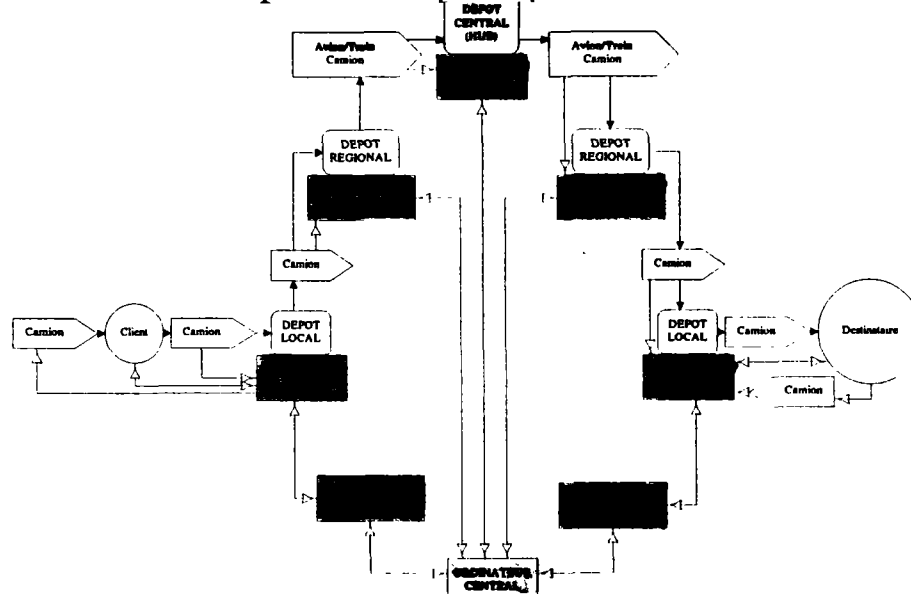 DEPOT
CENTRAL
(HUB)
Avion/Train
Camion
Avion/Train
Camion
DEPOT
REGIONAL
DEPOT
REGIONAL
Camion
Camion
Camion
Client
Camion
DEPOT
LOCAL
DEPOT
LOCAL
Camion
Destinataire
Camion
ORDINATEUR
CENTRAL